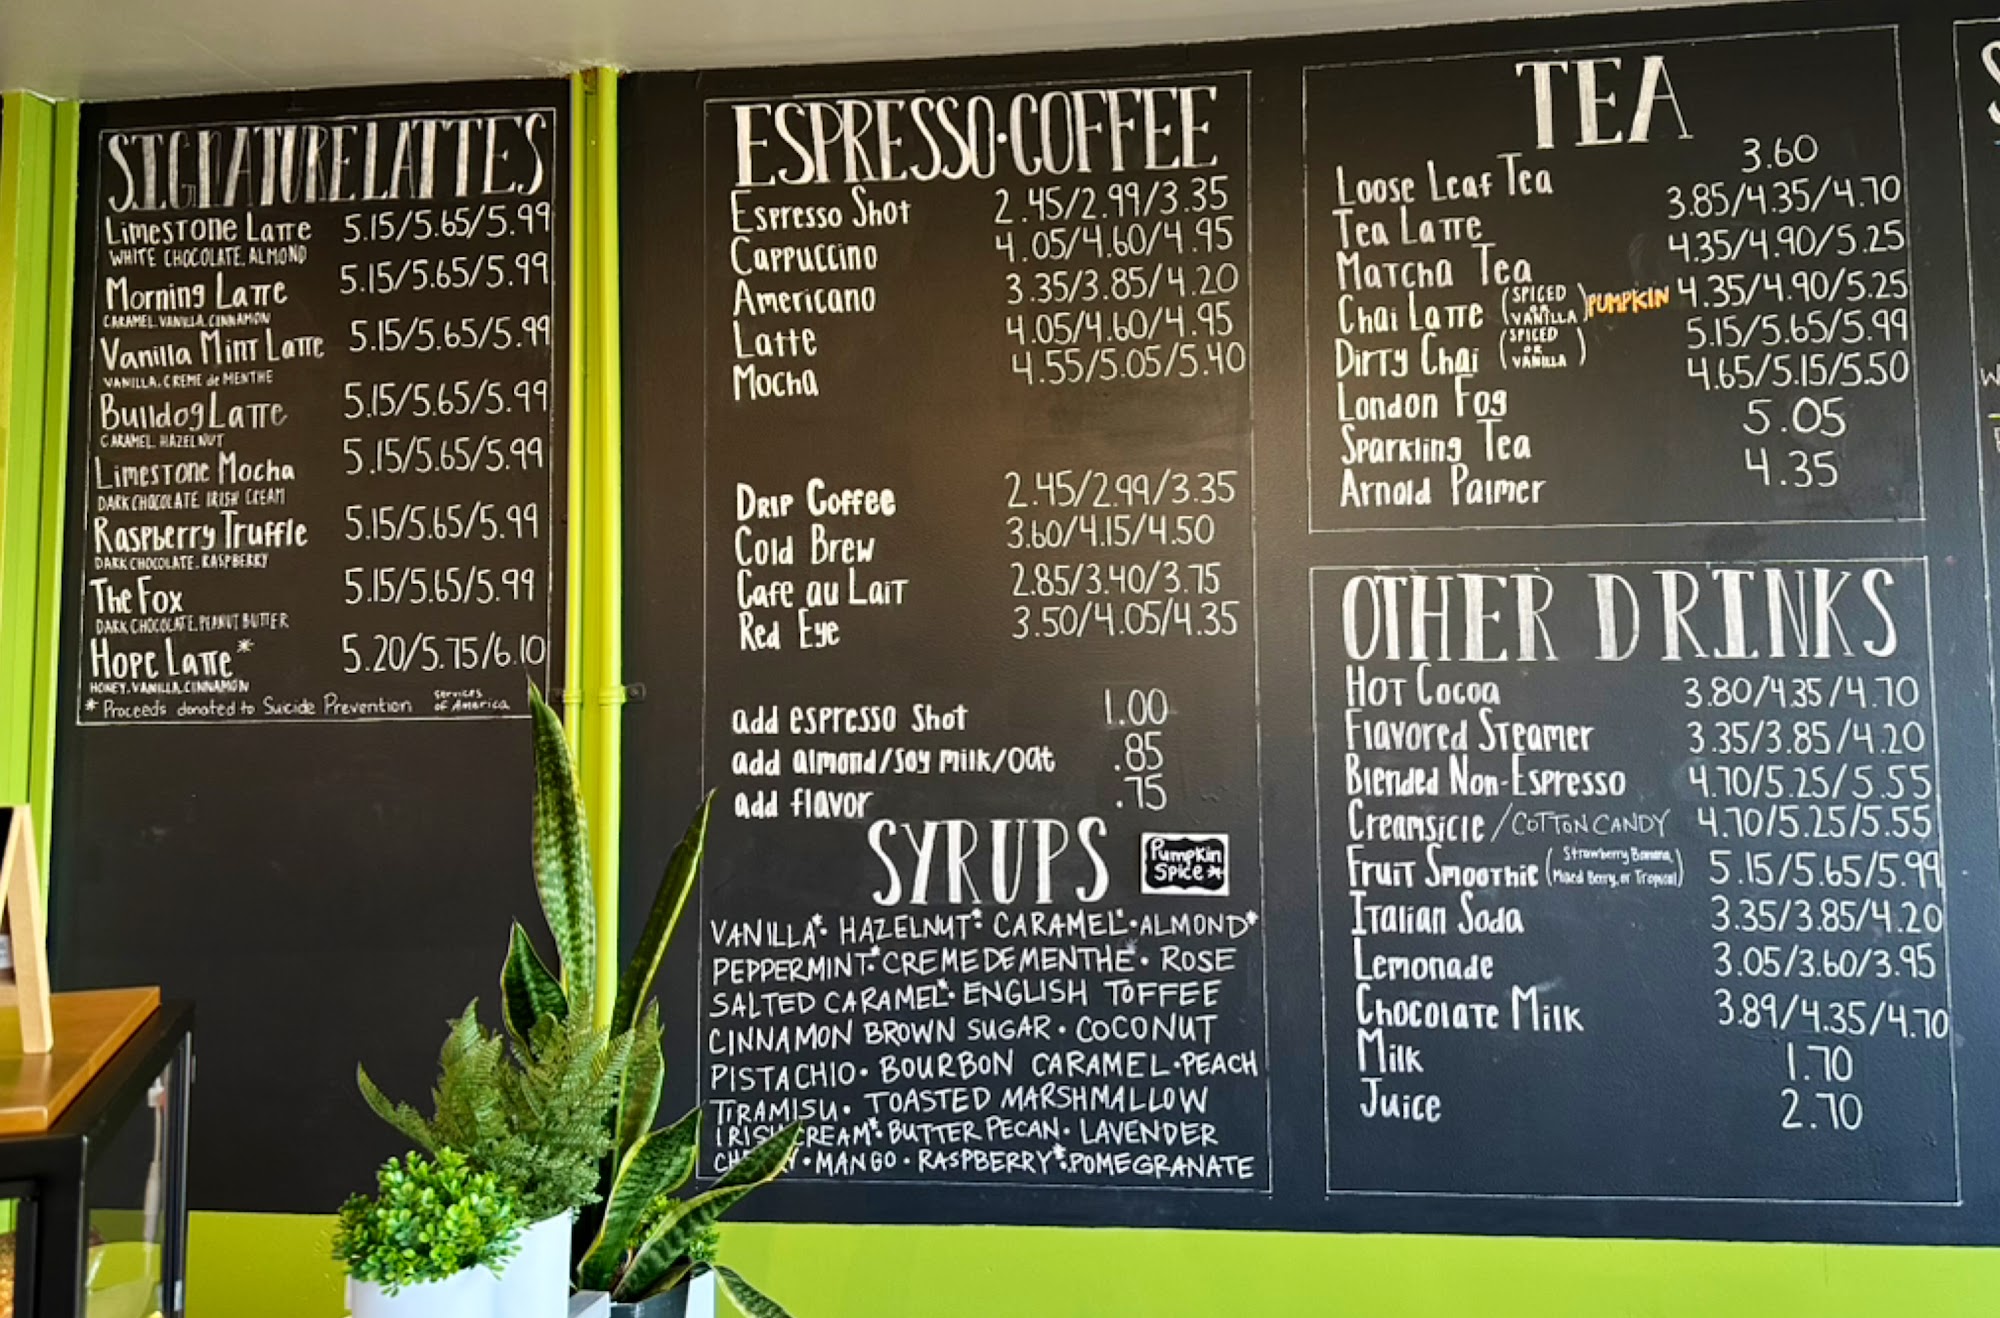 SIGNATURE LATTES
Limestone Latte 5.15/5.65/5.99
WHITE CHOCOLATE, ALMOND
Morning Latte 5.15/5.65/5.99
CARAMEL, VANILLA, CINNAMON
Vanilla Mint Latte 5.15/5.65/5.99
VANILLA, CREME de MENTHE
Bulldog Latte 5.15/5.65/5.99
CARAMEL, HAZELNUT
Limestone Mocha 5.15/5.65/5.99
DARK CHOCOLATE, IRISH CREAM
Raspberry Truffle 5.15/5.65/5.99
DARK CHOCOLATE, RASPBERRY
The Fox 5.15/5.65/5.99
DARK CHOCOLATE, PEANUT BUTTER
Hope Latte* 5.20/5.75/6.10
HONEY, VANILLA, CINNAMON
* Proceeds donated to Suicide Prevention services of America
ESPRESSO·COFFEE
Espresso Shot 2.45/2.99/3.35
Cappuccino 4.05/4.60/4.95
Americano 3.35/3.85/4.20
Latte 4.05/4.60/4.95
Mocha 4.55/5.05/5.40
Drip Coffee 2.45/2.99/3.35
Cold Brew 3.60/4.15/4.50
Cafe au Lait 2.85/3.40/3.75
Red Eye 3.50/4.05/4.35
add espresso shot 1.00
add almond/soy milk/oat .85
add flavor .75
SYRUPS
Pumpkin
Spice*
VANILLA*· HAZELNUT*· CARAMEL*·ALMOND*
PEPPERMINT*·CREME DE MENTHE*· ROSE
SALTED CARAMEL*· ENGLISH TOFFEE
CINNAMON BROWN SUGAR · COCONUT
PISTACHIO · BOURBON CARAMEL·PEACH
TIRAMISU · TOASTED MARSHMALLOW
IRISH CREAM*·BUTTER PECAN· LAVENDER
· MANGO · RASPBERRY*·POMEGRANATE
TEA
Loose Leaf Tea 3.60
Tea Latte 3.85/4.35/4.70
Matcha Tea 4.35/4.90/5.25
Chai Latte (SPICED or VANILLA) PUMPKIN 4.35/4.90/5.25
Dirty Chai (SPICED or VANILLA) 5.15/5.65/5.99
London Fog 4.65/5.15/5.50
Sparkling Tea 5.05
Arnold Palmer 4.35
OTHER DRINKS
Hot Cocoa 3.80/4.35/4.70
Flavored Steamer 3.35/3.85/4.20
Blended Non-Espresso 4.70/5.25/5.55
Creamsicle/COTTON CANDY 4.70/5.25/5.55
Fruit Smoothie (Strawberry Banana, Mixed Berry, or Tropical) 5.15/5.65/5.99
Italian Soda 3.35/3.85/4.20
Lemonade 3.05/3.60/3.95
Chocolate Milk 3.89/4.35/4.70
Milk 1.70
Juice 2.70